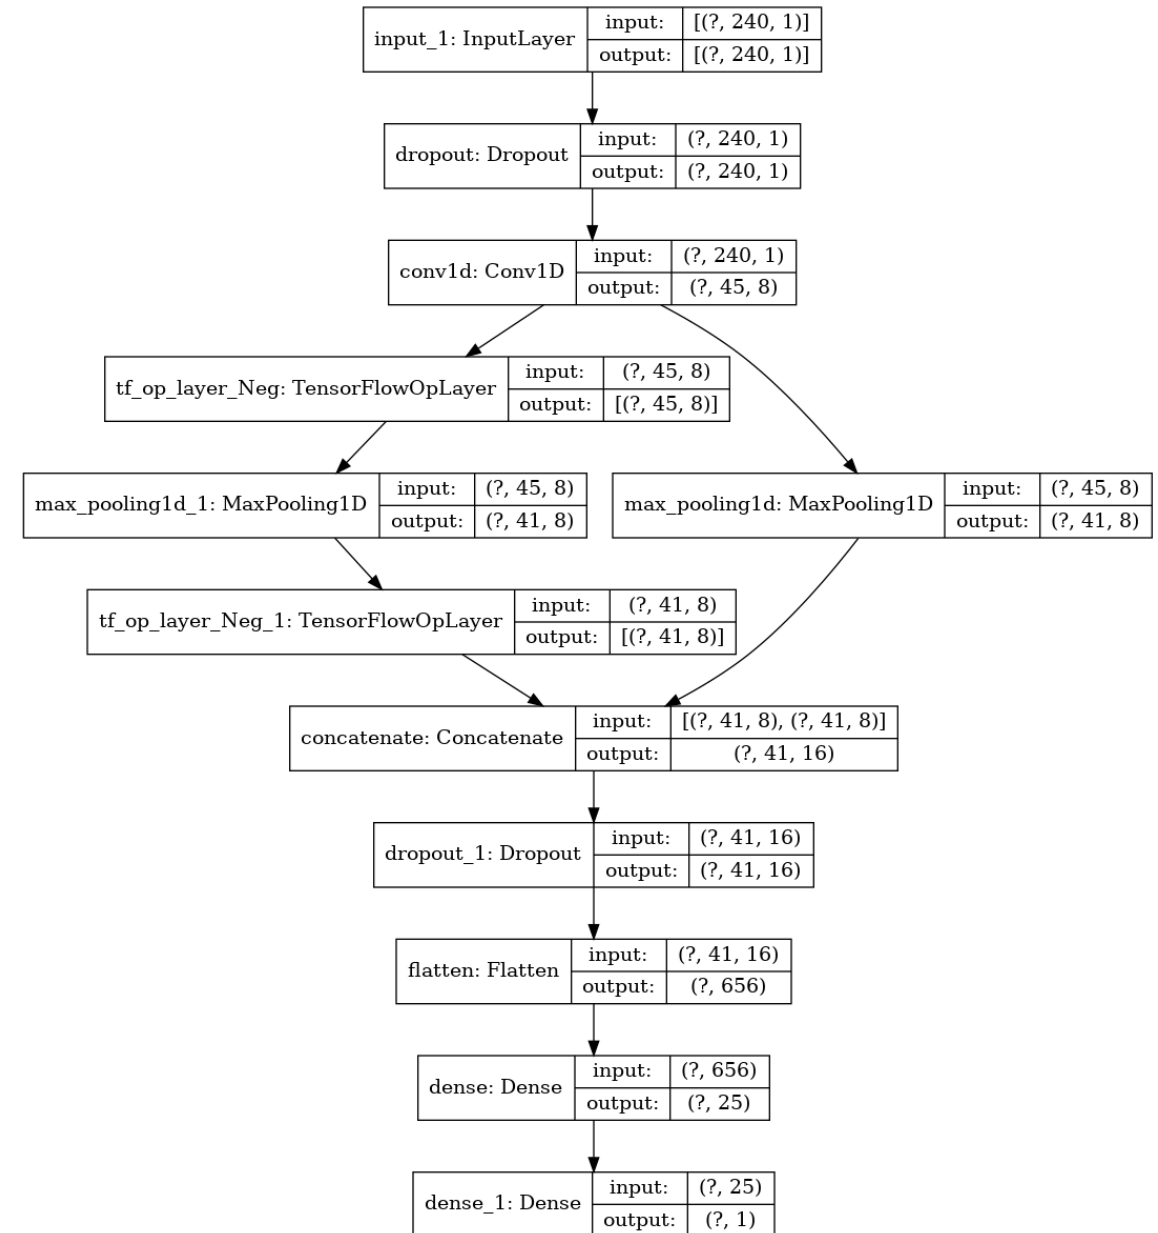 input_1: InputLayer
input: [(?, 240, 1)]
output: [(?, 240, 1)]
dropout: Dropout
input: (?, 240, 1)
output: (?, 240, 1)
conv1d: Conv1D
input: (?, 240, 1)
output: (?, 45, 8)
tf_op_layer_Neg: TensorFlowOpLayer
input: (?, 45, 8)
output: [(?, 45, 8)]
max_pooling1d_1: MaxPooling1D
input: (?, 45, 8)
output: (?, 41, 8)
max_pooling1d: MaxPooling1D
input: (?, 45, 8)
output: (?, 41, 8)
tf_op_layer_Neg_1: TensorFlowOpLayer
input: (?, 41, 8)
output: [(?, 41, 8)]
concatenate: Concatenate
input: [(?, 41, 8), (?, 41, 8)]
output: (?, 41, 16)
dropout_1: Dropout
input: (?, 41, 16)
output: (?, 41, 16)
flatten: Flatten
input: (?, 41, 16)
output: (?, 656)
dense: Dense
input: (?, 656)
output: (?, 25)
dense_1: Dense
input: (?, 25)
output: (?, 1)